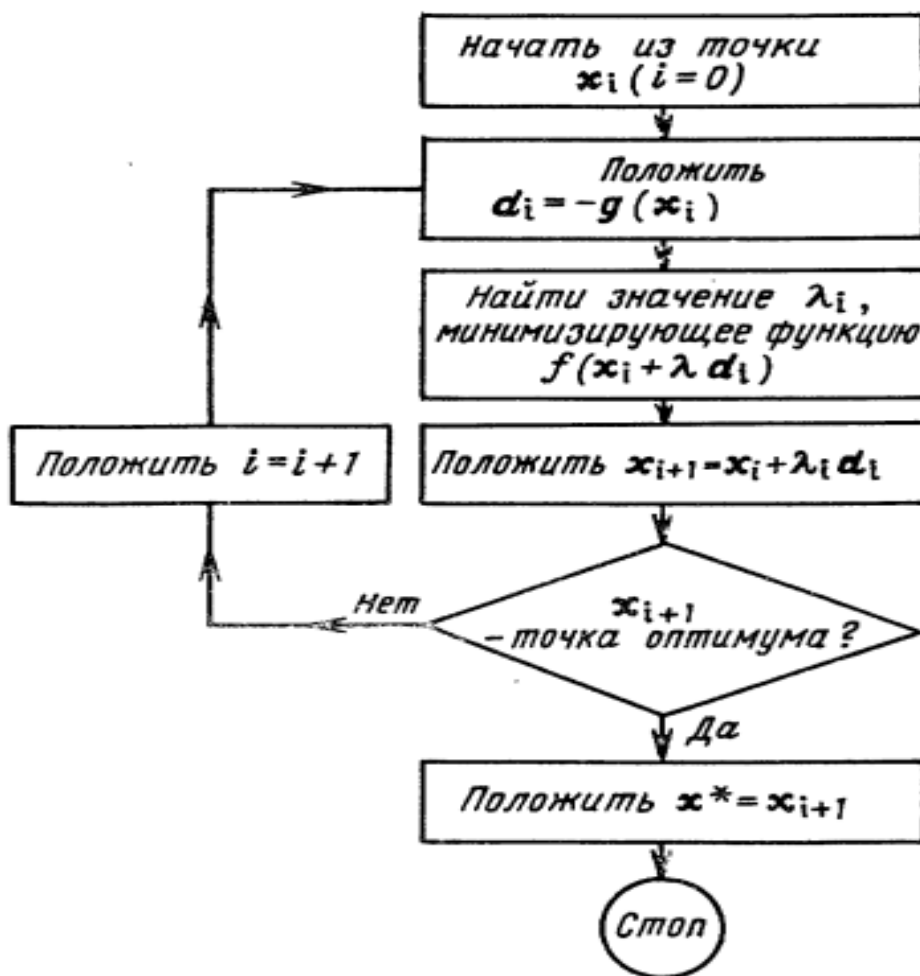 Начать из точки
x_i (i=0)
Положить
d_i = -g (x_i)
Найти значение λ_i,
минимизирующее функцию
f(x_i + λ d_i)
Положить i = i+1
Положить x_{i+1} = x_i + λ_i d_i
Нет
x_{i+1}
– точка оптимума?
Да
Положить x* = x_{i+1}
Стоп